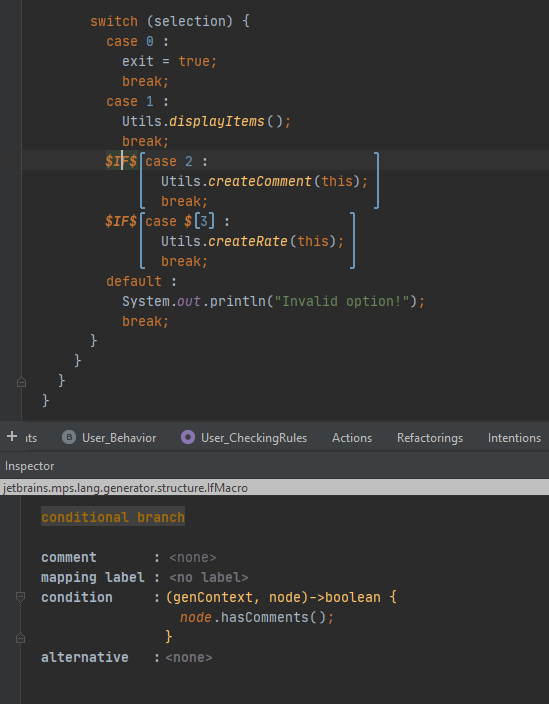 switch (selection) {
case 0 :
exit = true;
break;
case 1 :
Utils.displayItems();
break;
$IF$[case 2 :
Utils.createComment(this);
break; ]
$IF$[case $[3] :
Utils.createRate(this);
break; ]
default :
System.out.println("Invalid option!");
break;
}
}
}
}
+ nts B User_Behavior User_CheckingRules Actions Refactorings Intentions
Inspector
jetbrains.mps.lang.generator.structure.IfMacro
conditional branch
comment : <none>
mapping label : <no label>
condition : (genContext, node)->boolean {
node.hasComments();
}
alternative : <none>